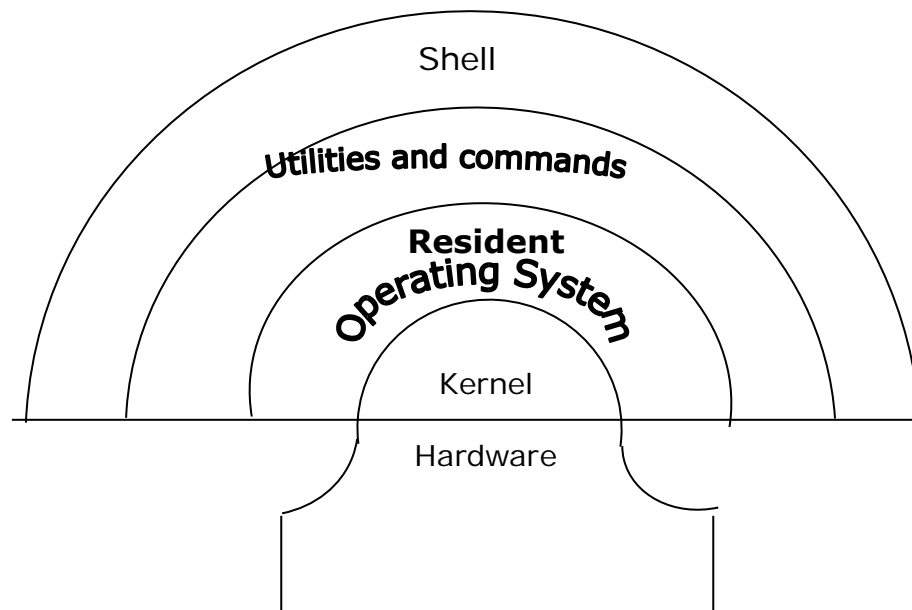 Shell
Utilities and commands
Resident
Operating System
Kernel
Hardware